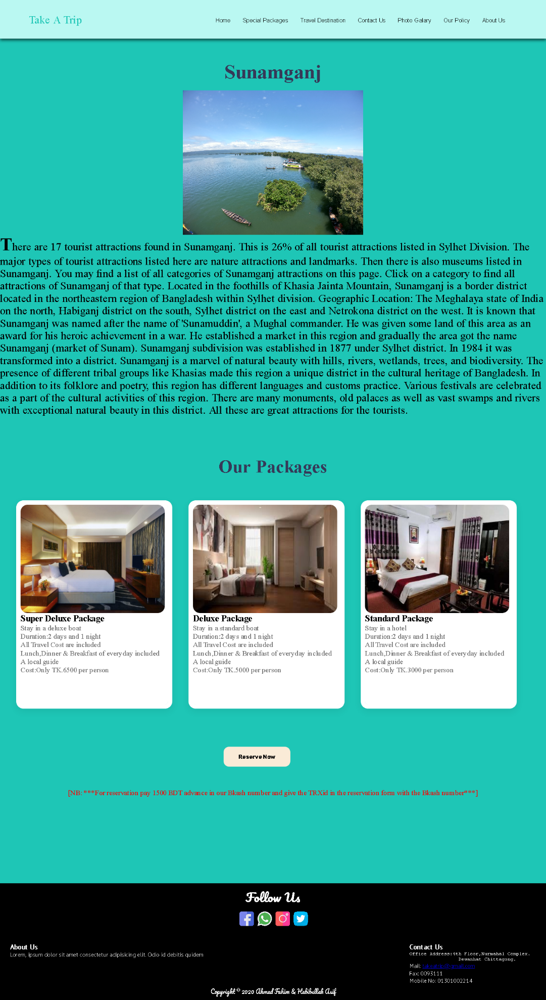 Take A Trip
Home
Special Packages
Travel Destination
Contact Us
Photo Galary
Our Policy
About Us
Sunamganj
There are 17 tourist attractions found in Sunamganj. This is 26% of all tourist attractions listed in Sylhet Division. The
major types of tourist attractions listed here are nature attractions and landmarks. Then there is also museums listed in
Sunamganj. You may find a list of all categories of Sunamganj attractions on this page. Click on a category to find all
attractions of Sunamganj of that type. Located in the foothills of Khasia Jainta Mountain, Sunamganj is a border district
located in the northeastern region of Bangladesh within Sylhet division. Geographic Location: The Meghalaya state of India
on the north, Habiganj district on the south, Sylhet district on the east and Netrokona district on the west. It is known that
Sunamganj was named after the name of 'Sunamuddin', a Mughal commander. He was given some land of this area as an
award for his heroic achievement in a war. He established a market in this region and gradually the area got the name
Sunamganj (market of Sunam). Sunamganj subdivision was established in 1877 under Sylhet district. In 1984 it was
transformed into a district. Sunamganj is a marvel of natural beauty with hills, rivers, wetlands, trees, and biodiversity. The
presence of different tribal groups like Khasias made this region a unique district in the cultural heritage of Bangladesh. In
addition to its folklore and poetry, this region has different languages and customs practice. Various festivals are celebrated
as a part of the cultural activities of this region. There are many monuments, old palaces as well as vast swamps and rivers
with exceptional natural beauty in this district. All these are great attractions for the tourists.
Our Packages
Super Deluxe Package
Stay in a deluxe boat
Duration:2 days and 1 night
All Travel Cost are included
Lunch,Dinner & Breakfast of everyday included
A local guide
Cost:Only TK.6500 per person
Deluxe Package
Stay in a standard boat
Duration:2 days and 1 night
All Travel Cost are included
Lunch,Dinner & Breakfast of everyday included
A local guide
Cost:Only TK.5000 per person
Standard Package
Stay in a hotel
Duration:2 days and 1 night
All Travel Cost are included
Lunch,Dinner & Breakfast of everyday included
A local guide
Cost:Only TK.3000 per person
Reserve Now
[NB: ***For reservation pay 1500 BDT advance in our Bkash number and give the TRXid in the reservation form with the Bkash number***]
Follow Us
About Us
Lorem, ipsum dolor sit amet consectetur adipisicing elit. Odio id debitis quidem
Contact Us
Office Address:4th Floor,Nurmahal Complex.
Dewanhat Chittagong.
Mail: takeatrip@gmail.com
Fax: 0093111
Mobile No: 01301002214
Copyright © 2020 Ahmad Fahim & Habibullah Asif